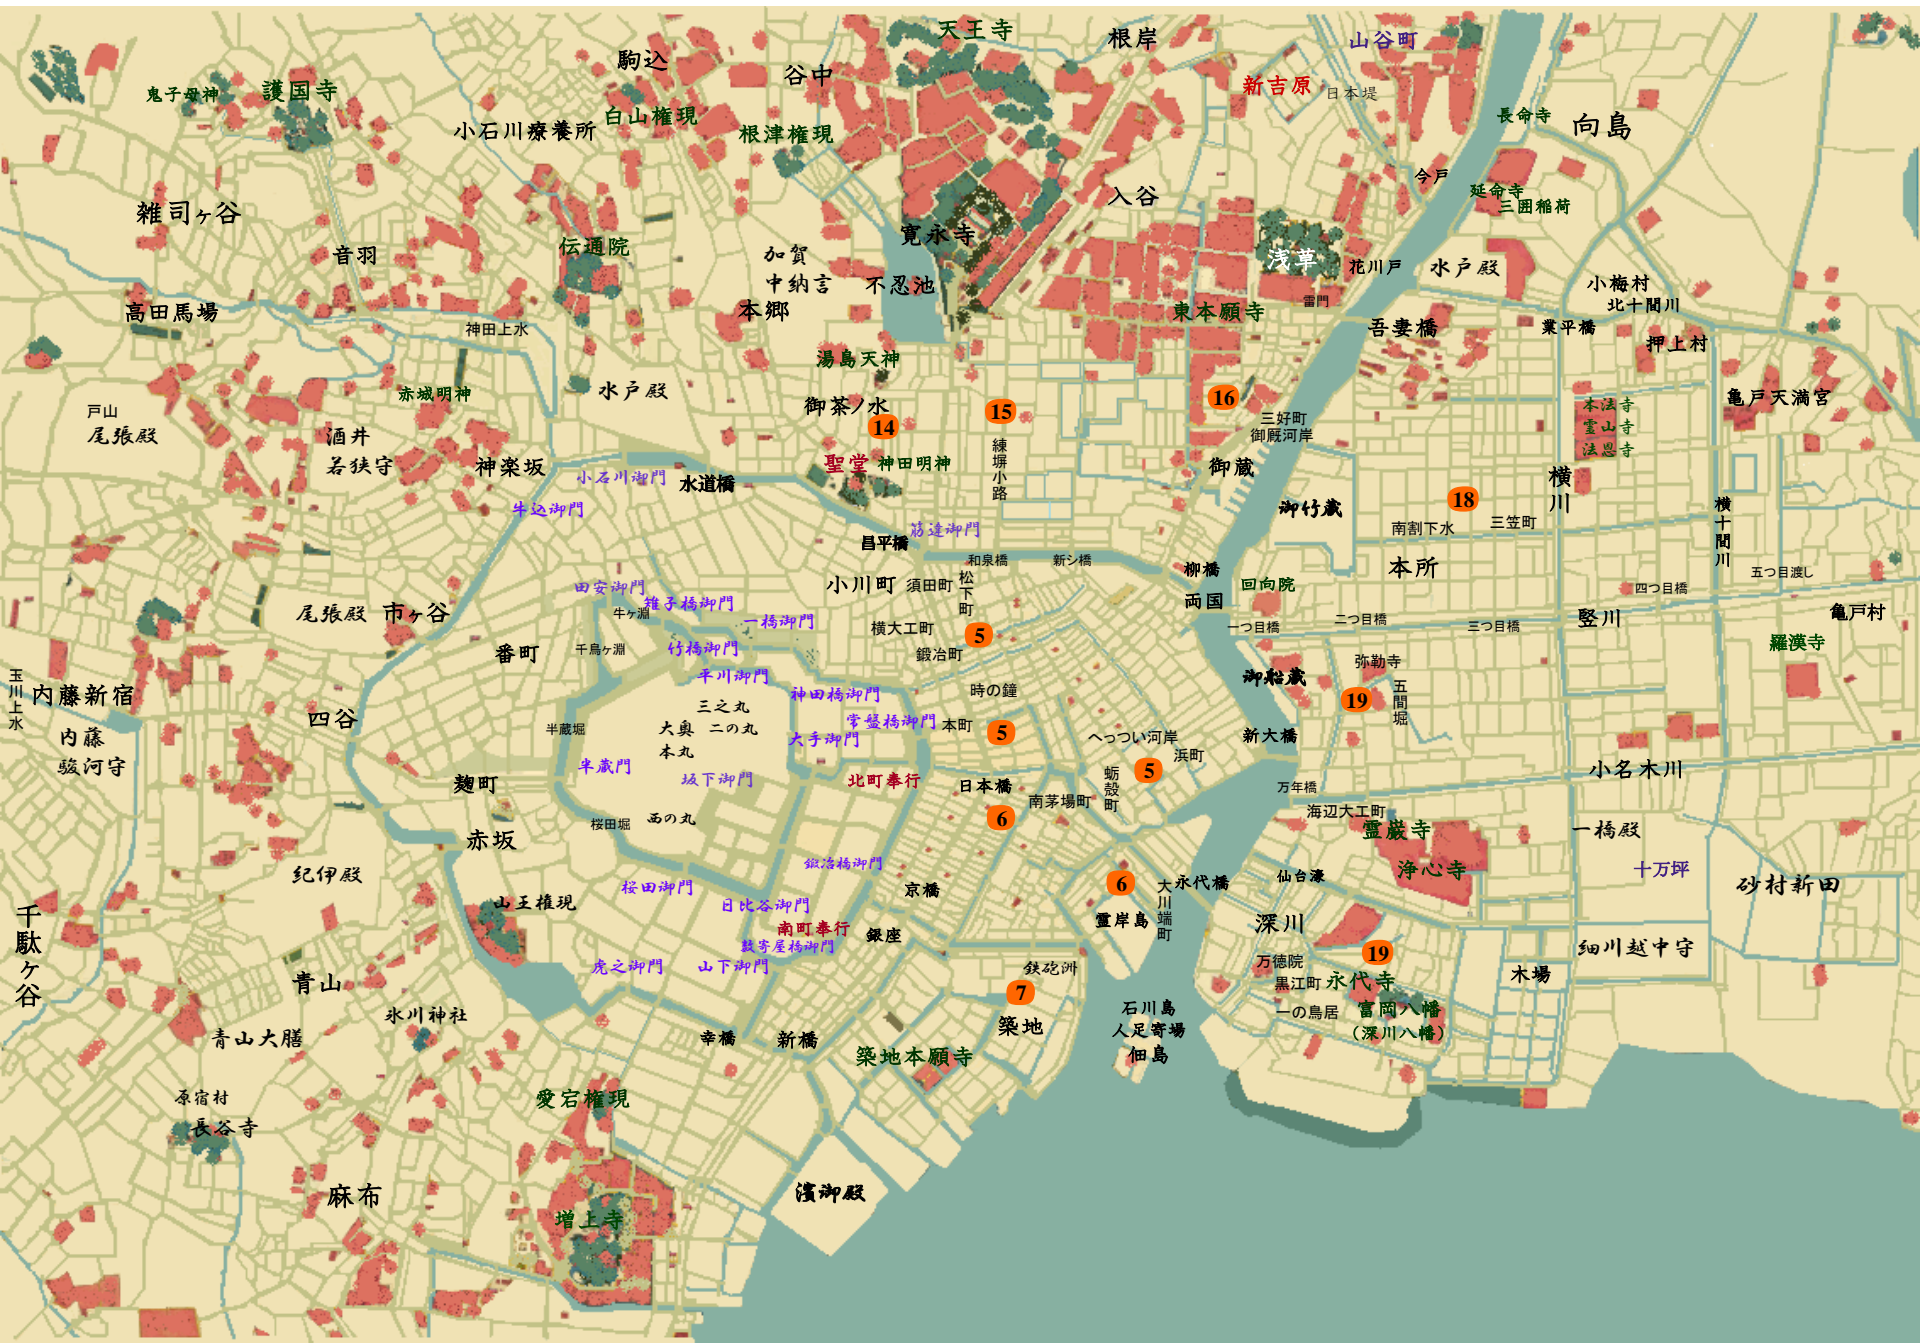 天王寺
根岸
山谷町
駒込
谷中
新吉原
日本堤
鬼子母神
護国寺
白山権現
小石川療養所
根津権現
長命寺
向島
今戸
延命寺
三囲稲荷
入谷
雑司ヶ谷
寛永寺
伝通院
音羽
加賀
中納言
不忍池
浅草
花川戸
水戸殿
小梅村
北十間川
高田馬場
本郷
東本願寺
雷門
神田上水
吾妻橋
業平橋
押上村
湯島天神
赤城明神
水戸殿
御茶ノ水
14
15
16
三好町
御厩河岸
本法寺
霊山寺
法恩寺
亀戸天満宮
戸山
尾張殿
酒井
若狭守
神楽坂
聖堂
神田明神
練塀小路
御蔵
小石川御門
水道橋
牛込御門
横川
御竹蔵
18
南割下水
三笠町
横十間川
筋違御門
昌平橋
和泉橋
新シ橋
柳橋
両国
本所
五つ目渡し
田安御門
雉子橋御門
小川町
須田町
松下町
回向院
四つ目橋
尾張殿
市ヶ谷
牛ヶ淵
一橋御門
横大工町
5
一つ目橋
二つ目橋
三つ目橋
竪川
亀戸村
番町
千鳥ヶ淵
竹橋御門
鍛冶町
羅漢寺
玉川上水
内藤新宿
平川御門
神田橋御門
時の鐘
御船蔵
弥勒寺
五間堀
19
四谷
三之丸
大奥
二の丸
本丸
常盤橋御門
本町
5
半蔵堀
大手御門
へっつい河岸
浜町
新大橋
内藤
駿河守
半蔵門
坂下御門
北町奉行
日本橋
蛎殻町
5
小名木川
麹町
万年橋
南茅場町
6
海辺大工町
霊巌寺
一橋殿
桜田堀
西の丸
赤坂
鍛冶橋御門
浄心寺
十万坪
紀伊殿
桜田御門
京橋
6
大川端町
永代橋
仙台濠
砂村新田
山王権現
日比谷御門
霊岸島
深川
千駄ヶ谷
南町奉行
数寄屋橋御門
銀座
細川越中守
虎之御門
山下御門
鉄砲洲
7
19
万徳院
黒江町
永代寺
木場
青山
氷川神社
石川島
人足寄場
佃島
一の鳥居
富岡八幡
(深川八幡)
青山大膳
幸橋
新橋
築地
築地本願寺
原宿村
長谷寺
愛宕権現
麻布
増上寺
濱御殿